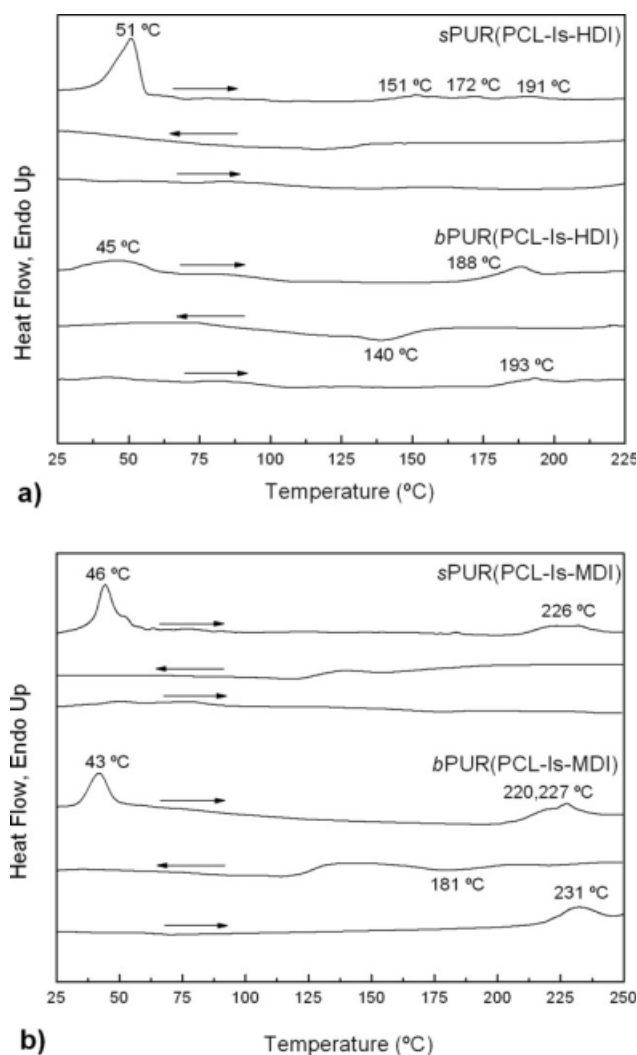 51 ºC
sPUR(PCL-Is-HDI)
151 ºC 172 ºC 191 ºC
45 ºC
bPUR(PCL-Is-HDI)
188 ºC
140 ºC
193 ºC
Heat Flow, Endo Up
25 50 75 100 125 150 175 200 225
a)
Temperature (ºC)
46 ºC
sPUR(PCL-Is-MDI)
226 ºC
43 ºC
bPUR(PCL-Is-MDI)
220,227 ºC
181 ºC
231 ºC
Heat Flow, Endo Up
25 50 75 100 125 150 175 200 225 250
b)
Temperature (ºC)